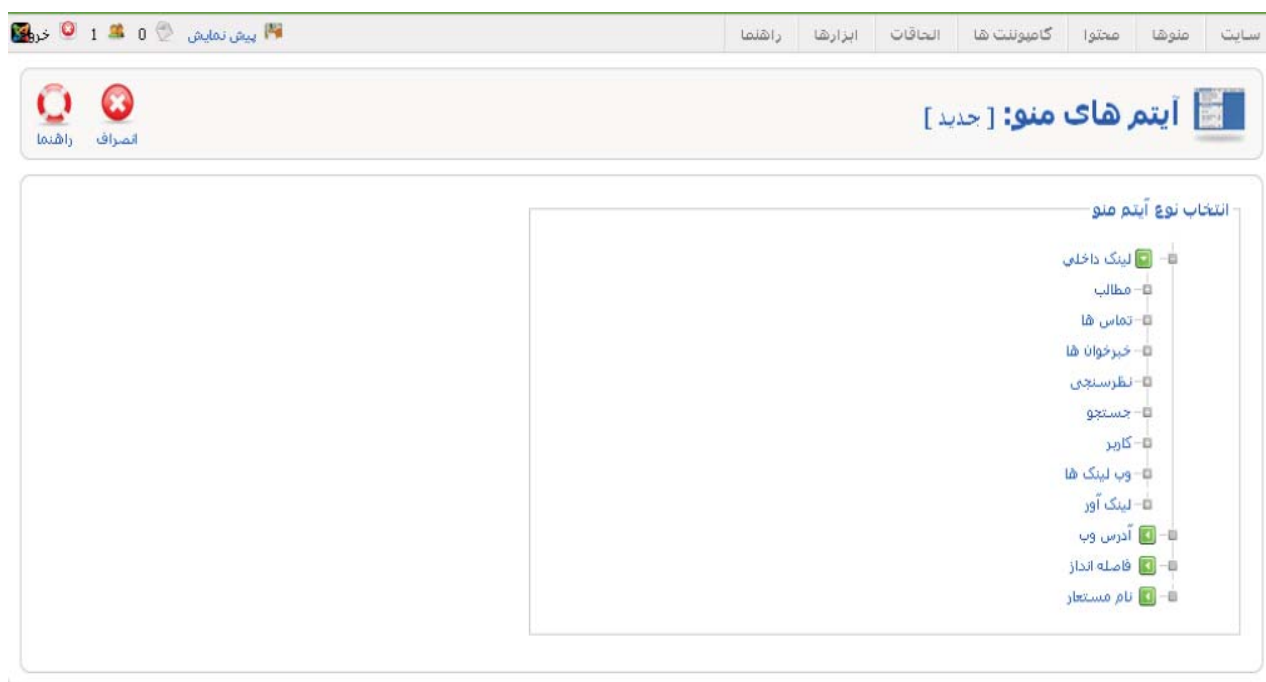 سایت منوها محتوا کامپوننت ها الحاقات ابزارها راهنما پیش نمایش 0 1
آیتم های منو: [ جدید ]
انصراف راهنما
انتخاب نوع آیتم منو
لینک داخلی
مطالب
تماس ها
خبرخوان ها
نظرسنجی
جستجو
کاربر
وب لینک ها
لینک آور
آدرس وب
فاصله انداز
نام مستعار